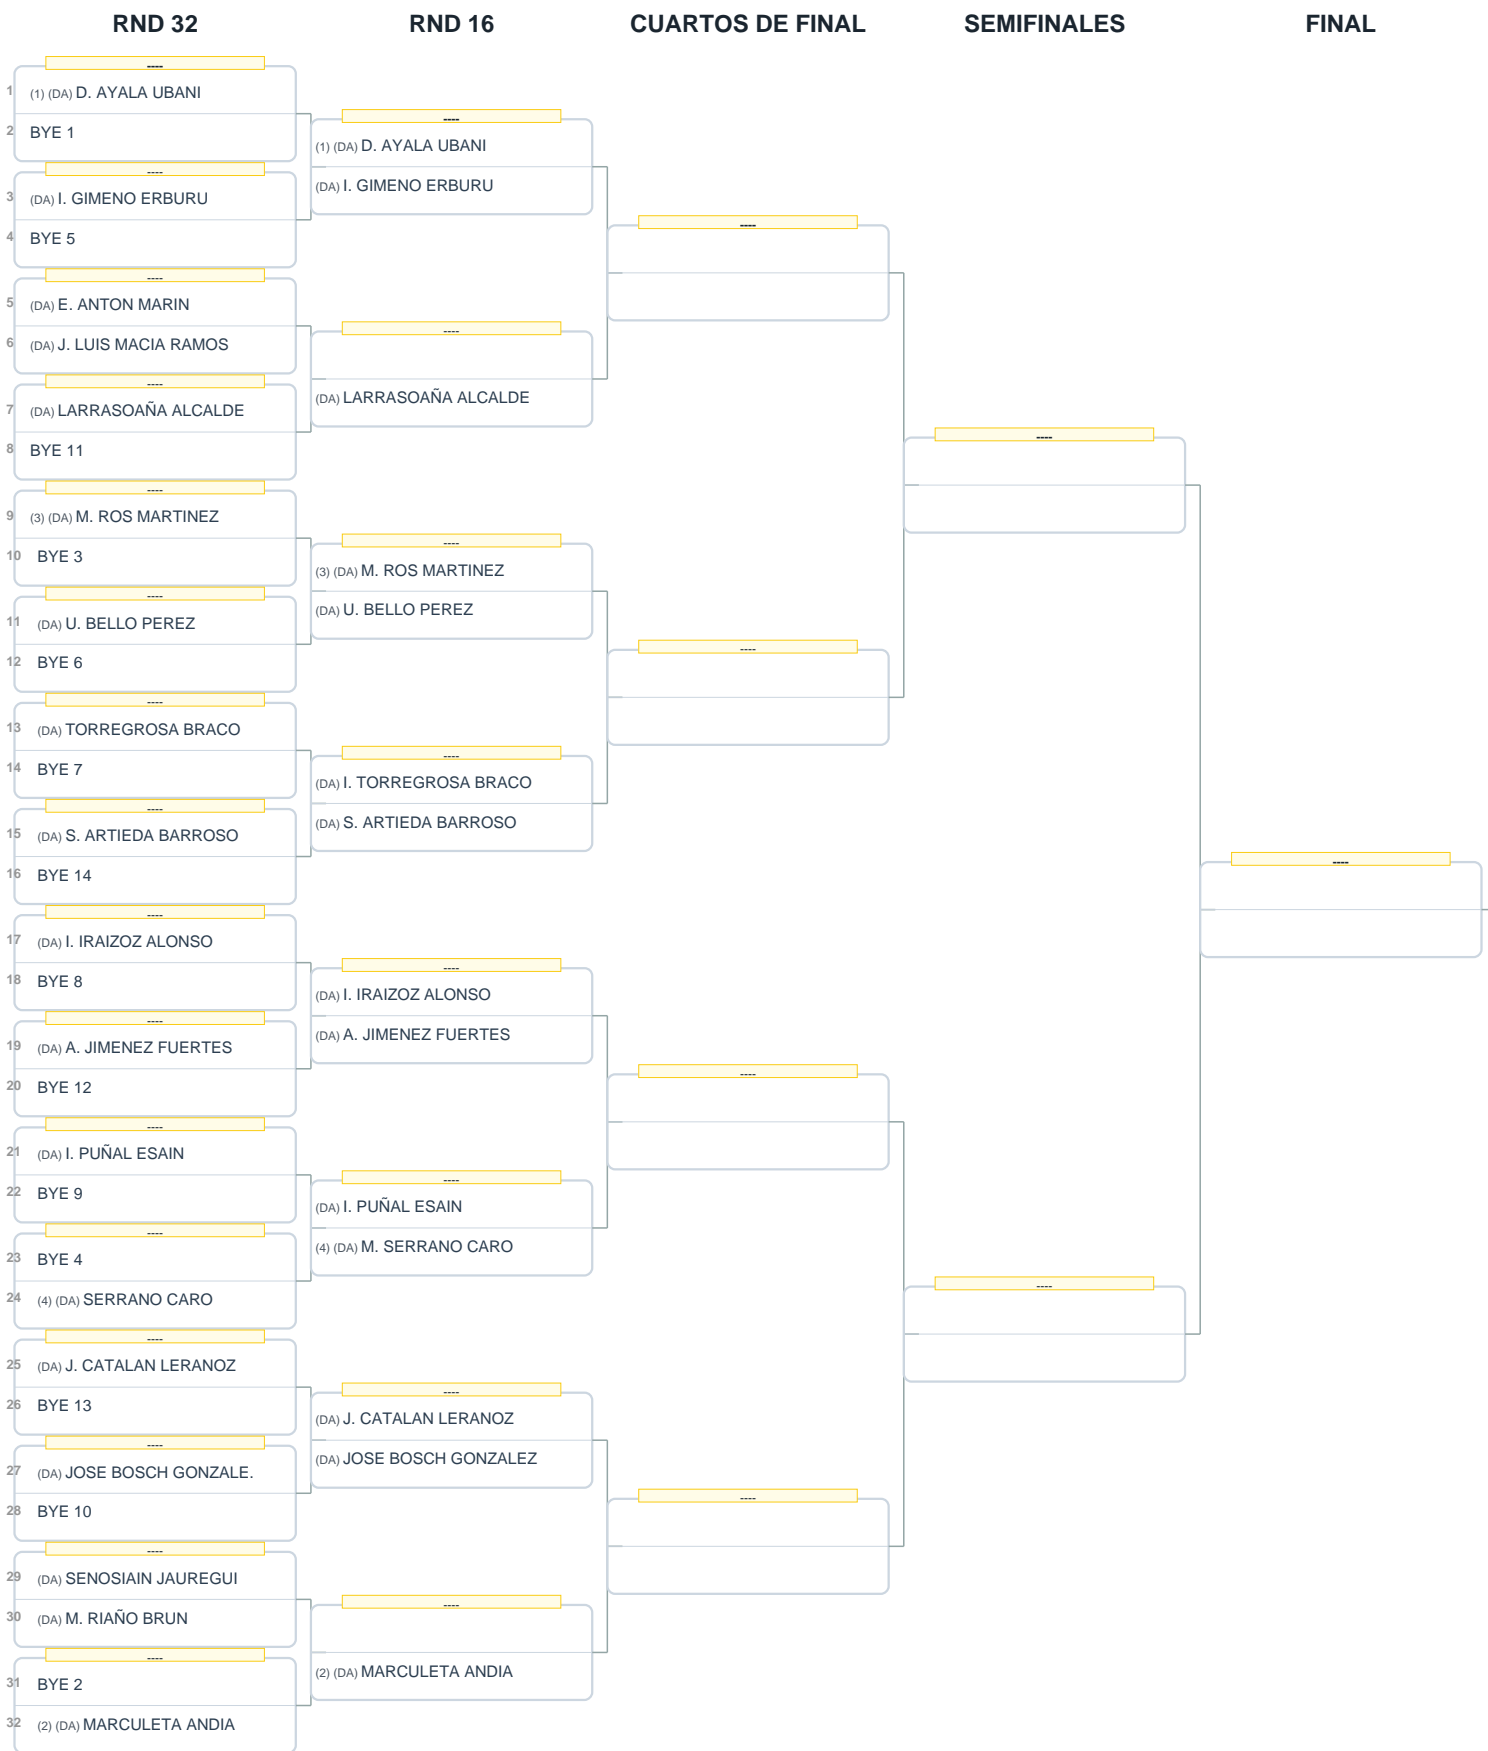 RND 32
RND 16
CUARTOS DE FINAL
SEMIFINALES
FINAL
----
1 (1) (DA) D. AYALA UBANI
2 BYE 1
----
3 (DA) I. GIMENO ERBURU
4 BYE 5
----
5 (DA) E. ANTON MARIN
6 (DA) J. LUIS MACIA RAMOS
----
7 (DA) LARRASOAÑA ALCALDE
8 BYE 11
----
9 (3) (DA) M. ROS MARTINEZ
10 BYE 3
----
11 (DA) U. BELLO PEREZ
12 BYE 6
----
13 (DA) TORREGROSA BRACO
14 BYE 7
----
15 (DA) S. ARTIEDA BARROSO
16 BYE 14
----
17 (DA) I. IRAIZOZ ALONSO
18 BYE 8
----
19 (DA) A. JIMENEZ FUERTES
20 BYE 12
----
21 (DA) I. PUÑAL ESAIN
22 BYE 9
----
23 BYE 4
24 (4) (DA) SERRANO CARO
----
25 (DA) J. CATALAN LERANOZ
26 BYE 13
----
27 (DA) JOSE BOSCH GONZALE.
28 BYE 10
----
29 (DA) SENOSIAIN JAUREGUI
30 (DA) M. RIAÑO BRUN
----
31 BYE 2
32 (2) (DA) MARCULETA ANDIA
----
(1) (DA) D. AYALA UBANI
(DA) I. GIMENO ERBURU
----
(DA) LARRASOAÑA ALCALDE
----
(3) (DA) M. ROS MARTINEZ
(DA) U. BELLO PEREZ
----
(DA) I. TORREGROSA BRACO
(DA) S. ARTIEDA BARROSO
----
(DA) I. IRAIZOZ ALONSO
(DA) A. JIMENEZ FUERTES
----
(DA) I. PUÑAL ESAIN
(4) (DA) M. SERRANO CARO
----
(DA) J. CATALAN LERANOZ
(DA) JOSE BOSCH GONZALEZ
----
(2) (DA) MARCULETA ANDIA
----
----
----
----
----
----
----